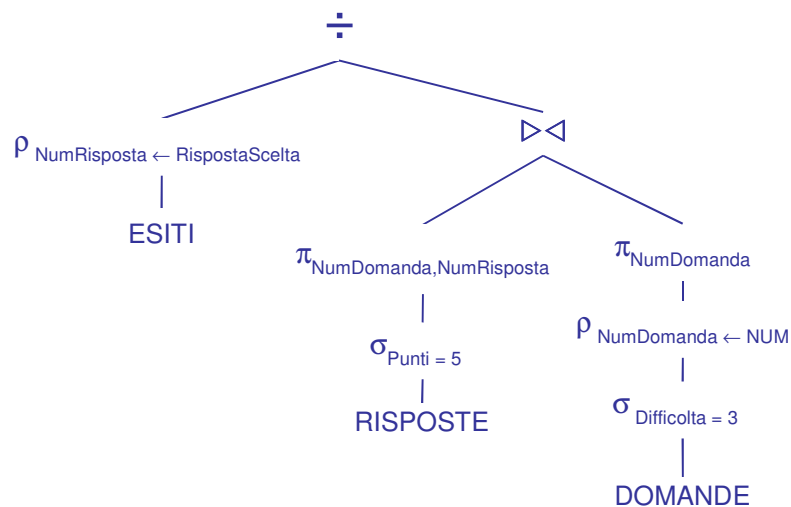 ÷
ρ NumRisposta ← RispostaScelta
ESITI
⋈
π NumDomanda,NumRisposta
σ Punti = 5
RISPOSTE
π NumDomanda
ρ NumDomanda ← NUM
σ Difficolta = 3
DOMANDE